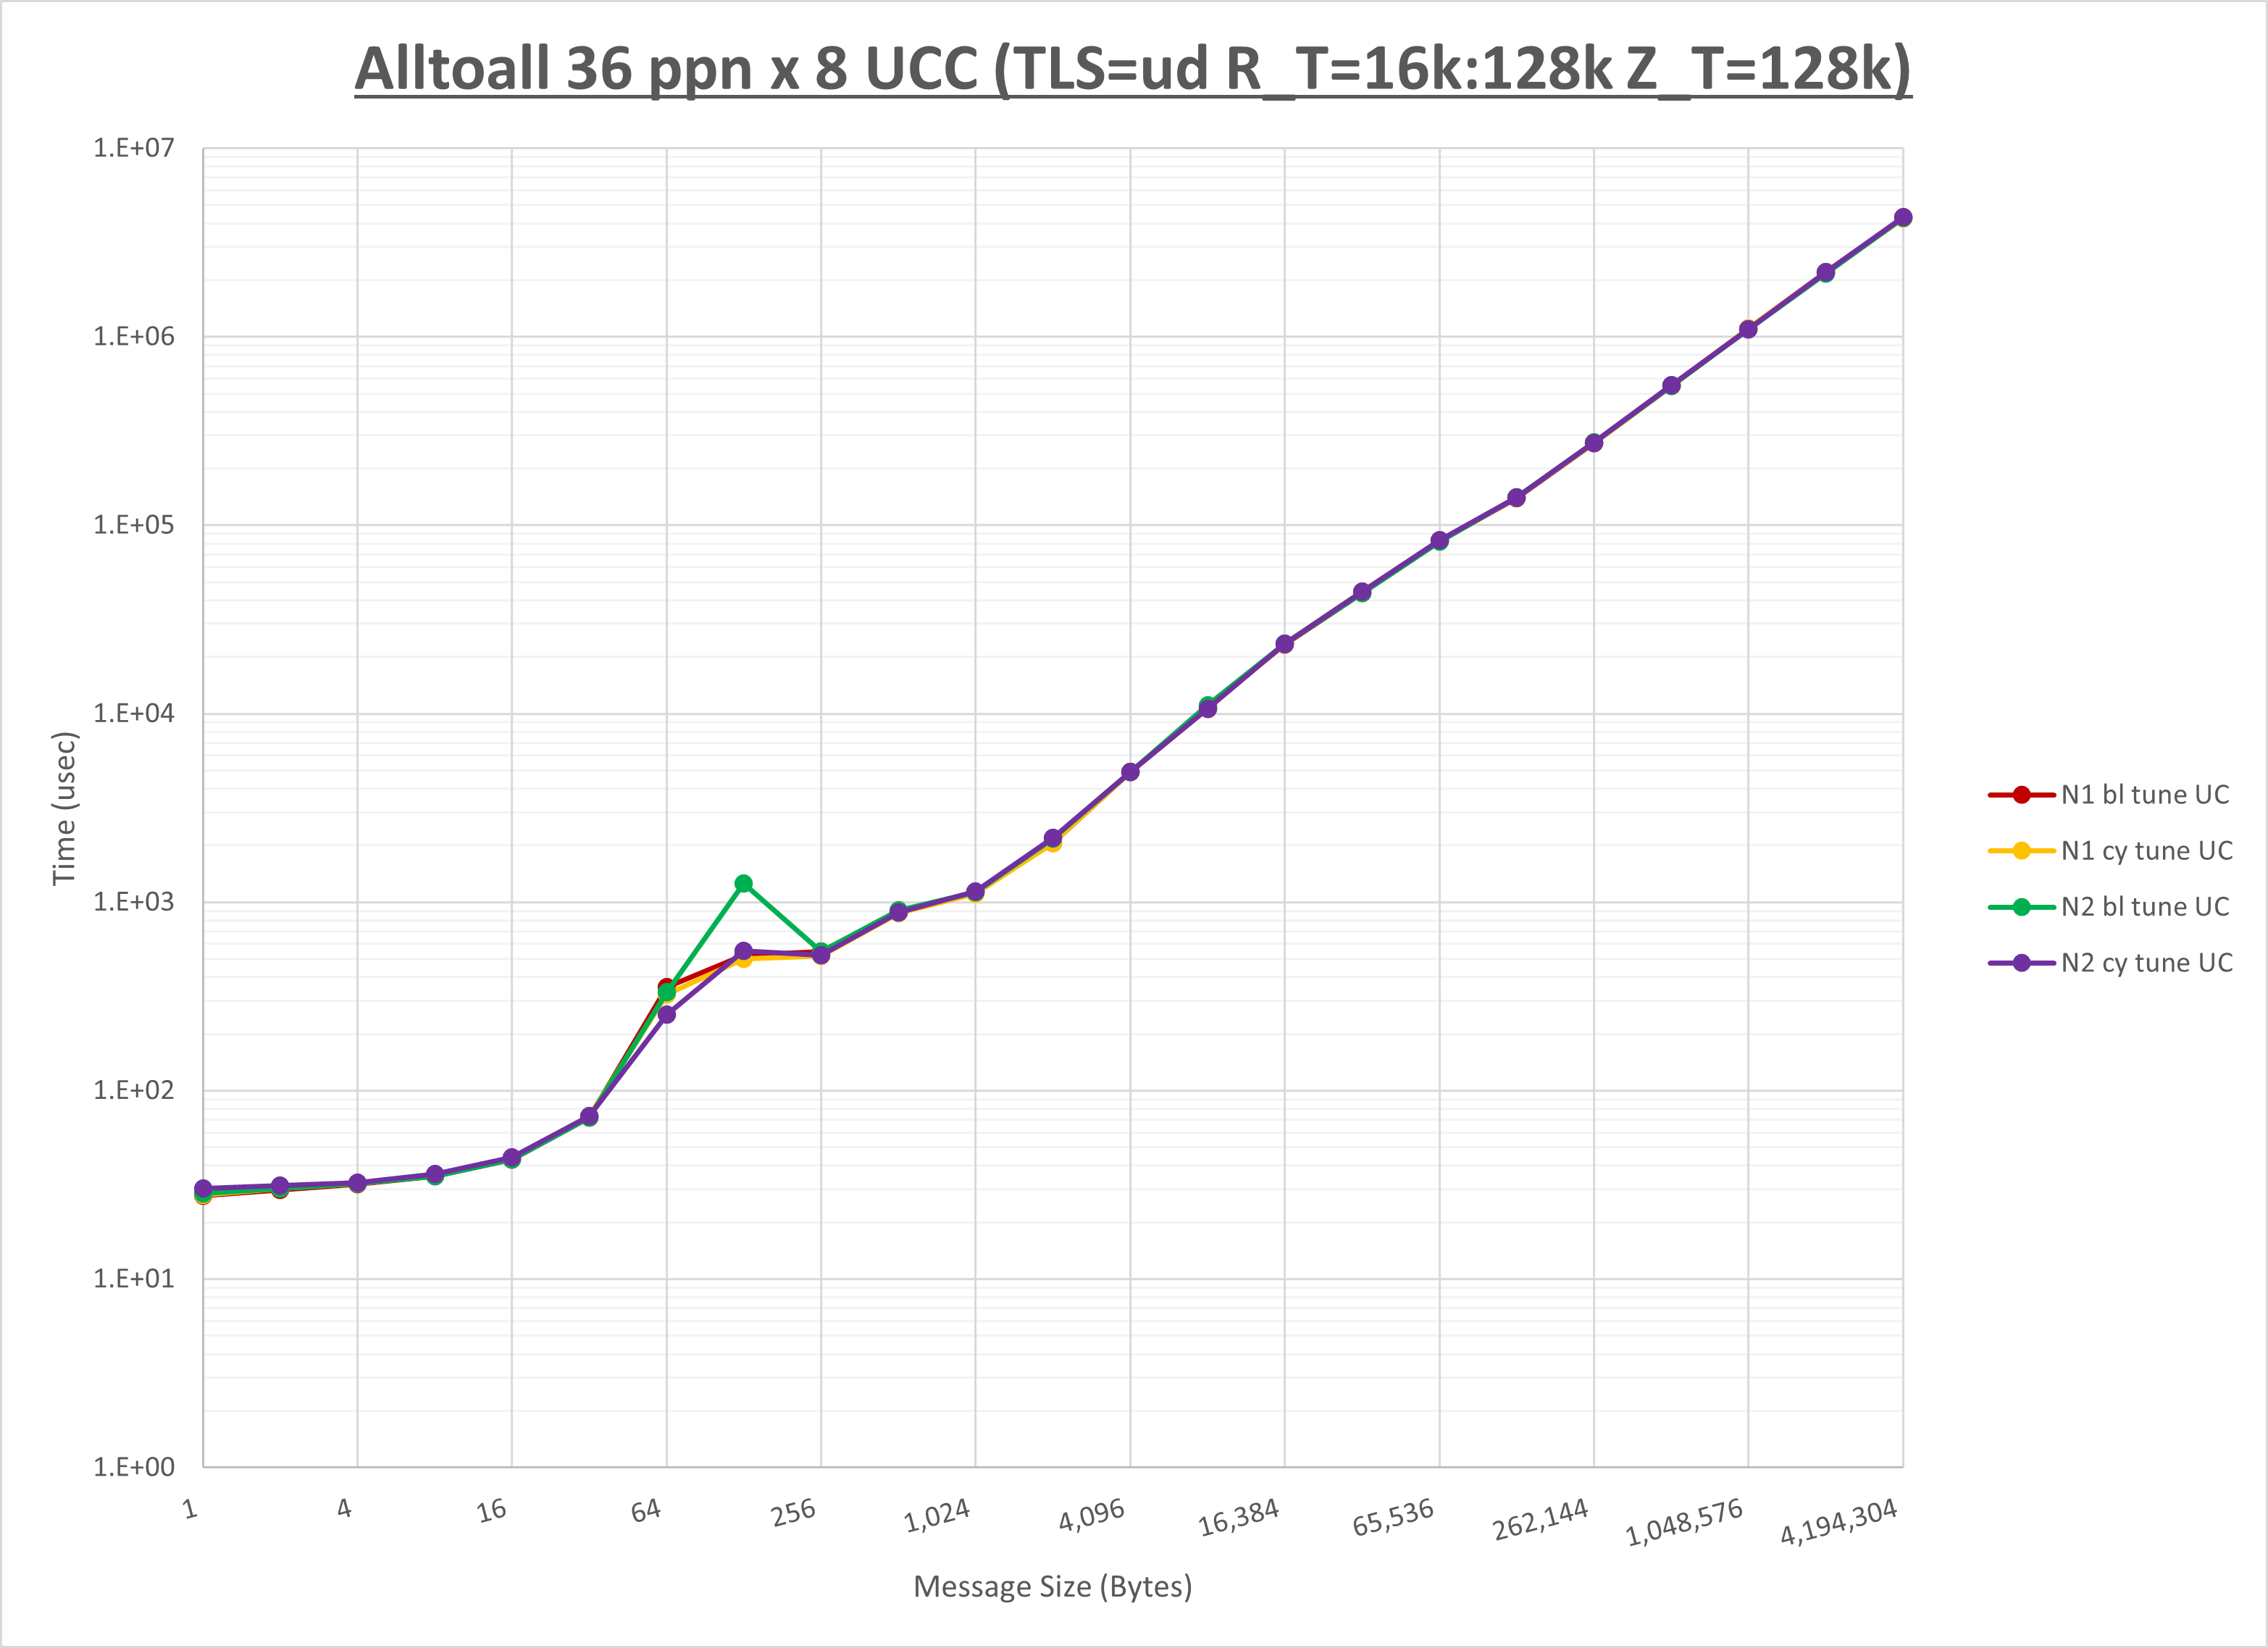 Alltoall 36 ppn x 8 UCC (TLS=ud R_T=16k:128k Z_T=128k)
1.E+07
1.E+06
1.E+05
1.E+04
1.E+03
1.E+02
1.E+01
1.E+00
Time (usec)
1
4
16
64
256
1,024
4,096
16,384
65,536
262,144
1,048,576
4,194,304
Message Size (Bytes)
N1 bl tune UC
N1 cy tune UC
N2 bl tune UC
N2 cy tune UC